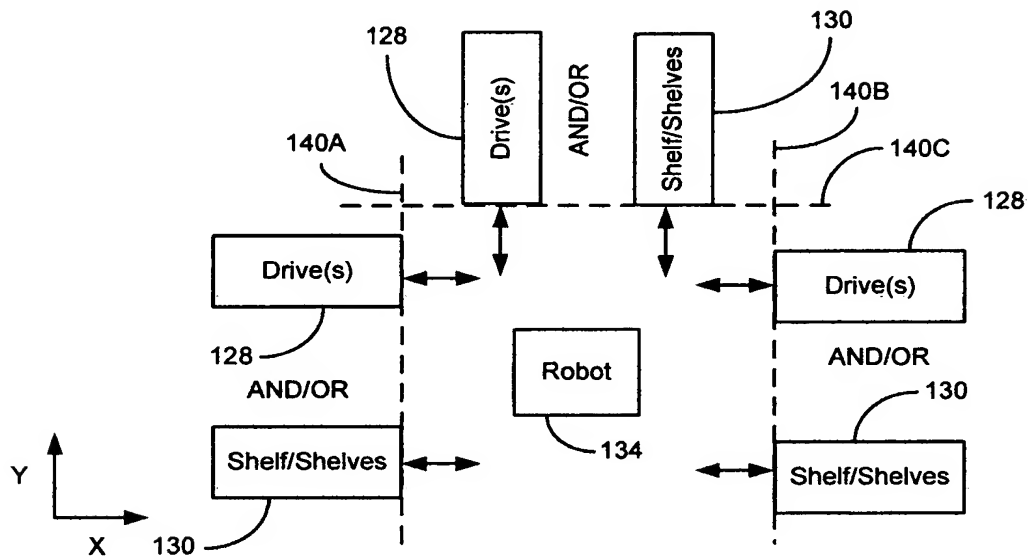 128
130
140B
140A
140C
128
Drive(s)
AND/OR
Shelf/Shelves
Drive(s)
Drive(s)
128
AND/OR
Robot
AND/OR
130
134
Shelf/Shelves
Shelf/Shelves
Y
X
130